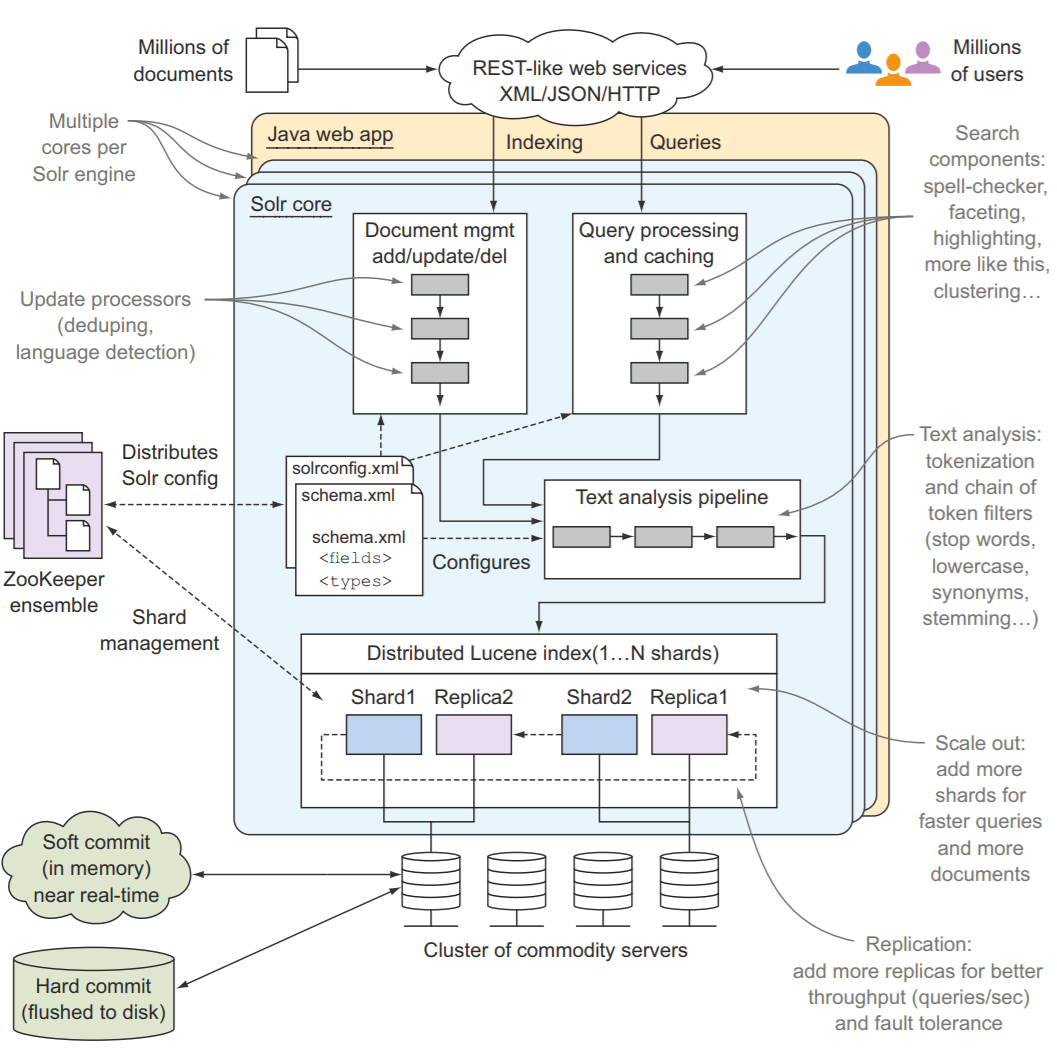 Millions of
documents
REST-like web services
XML/JSON/HTTP
Millions
of users
Multiple
cores per
Solr engine
Java web app
Indexing
Queries
Search
components:
spell-checker,
faceting,
highlighting,
more like this,
clustering…
Solr core
Document mgmt
add/update/del
Query processing
and caching
Update processors
(deduping,
language detection)
Distributes
Solr config
solrconfig.xml
schema.xml
schema.xml
<fields>
<types>
Configures
Text analysis pipeline
Text analysis:
tokenization
and chain of
token filters
(stop words,
lowercase,
synonyms,
stemming…)
ZooKeeper
ensemble
Shard
management
Distributed Lucene index(1…N shards)
Shard1
Replica2
Shard2
Replica1
Scale out:
add more
shards for
faster queries
and more
documents
Soft commit
(in memory)
near real-time
Cluster of commodity servers
Hard commit
(flushed to disk)
Replication:
add more replicas for better
throughput (queries/sec)
and fault tolerance